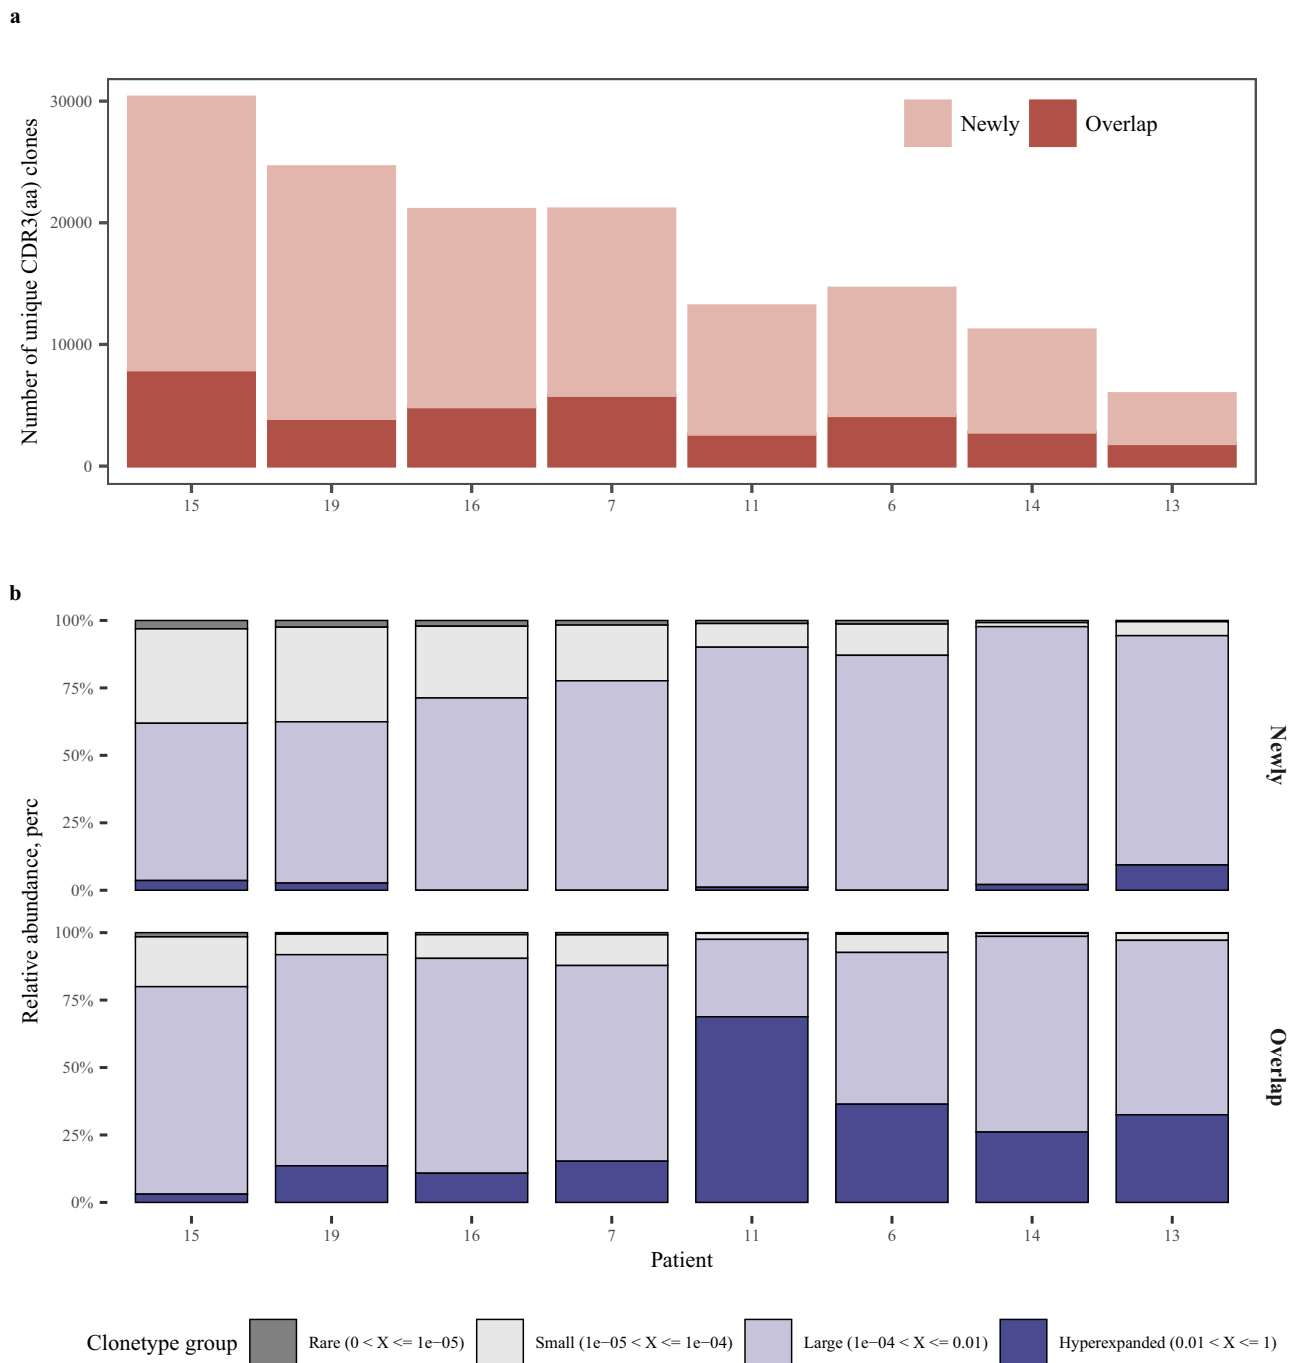 a
Number of unique CDR3(aa) clones
30000
20000
10000
0
Newly
Overlap
15 19 16 7 11 6 14 13
b
Relative abundance, perc
100%
75%
50%
25%
0%
Newly
100%
75%
50%
25%
0%
Overlap
15 19 16 7 11 6 14 13
Patient
Clonetype group Rare (0 < X <= 1e−05) Small (1e−05 < X <= 1e−04) Large (1e−04 < X <= 0.01) Hyperexpanded (0.01 < X <= 1)